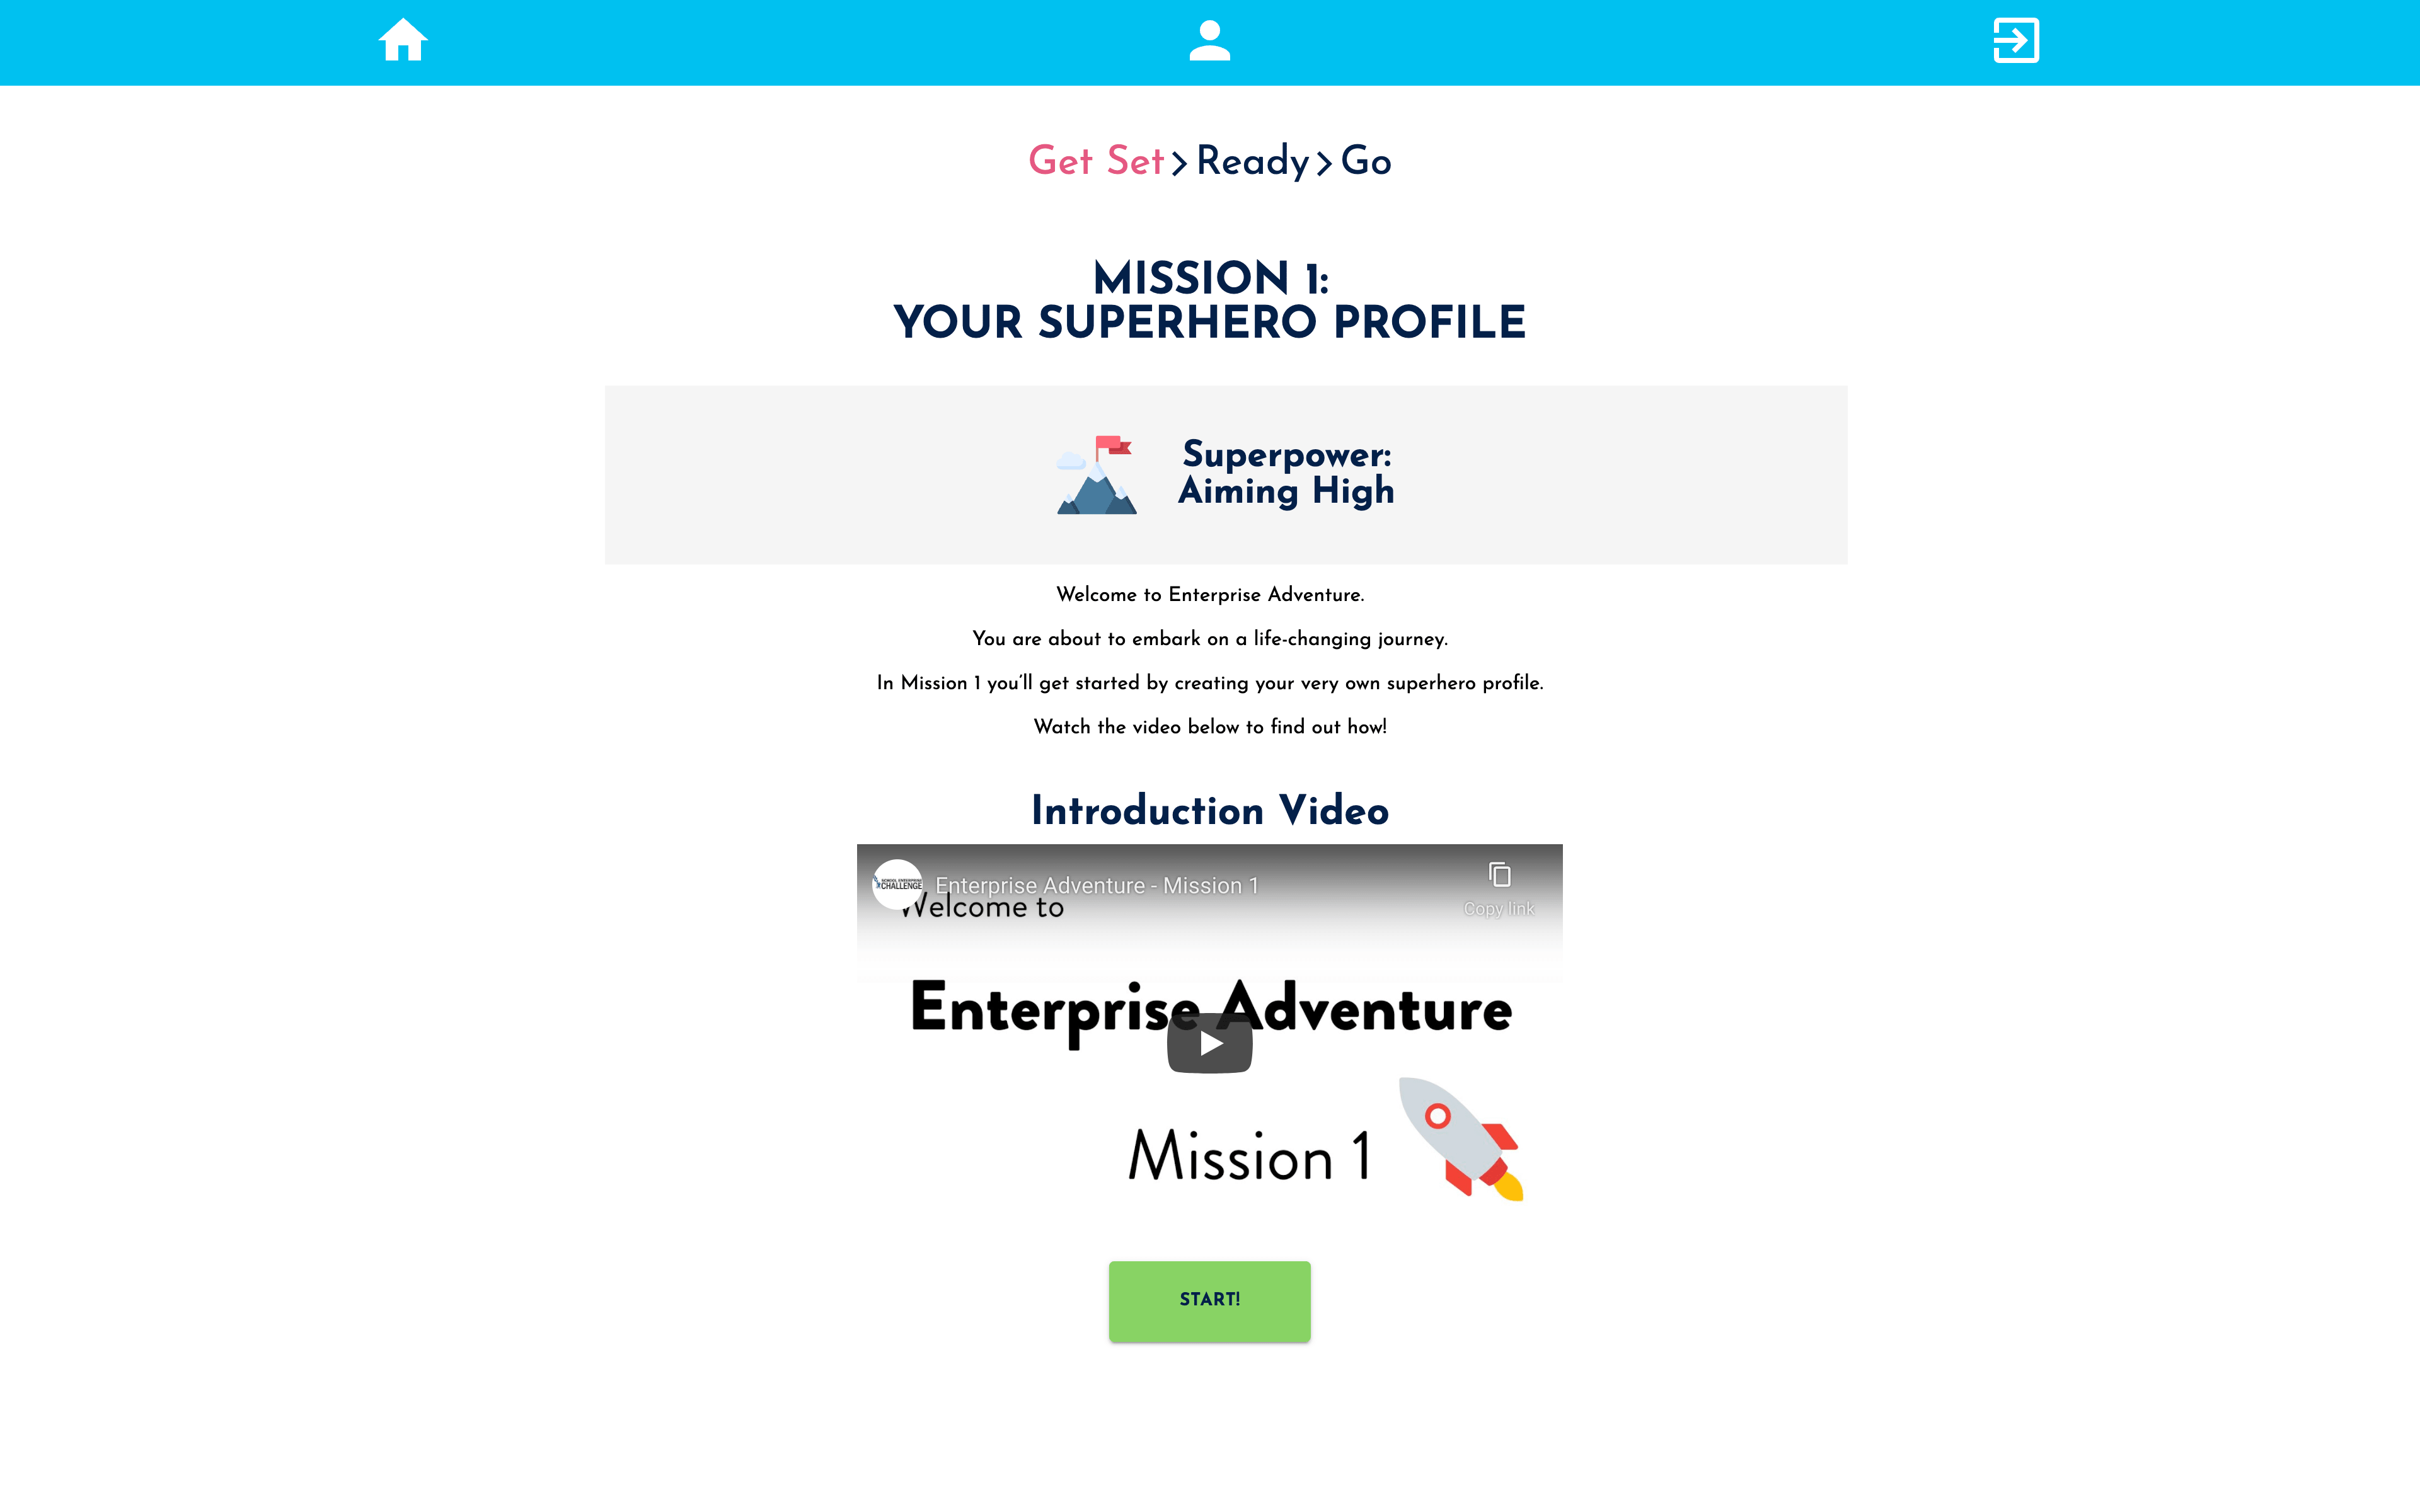 Get Set > Ready > Go
MISSION 1:
YOUR SUPERHERO PROFILE
Superpower:
Aiming High
Welcome to Enterprise Adventure.
You are about to embark on a life-changing journey.
In Mission 1 you'll get started by creating your very own superhero profile.
Watch the video below to find out how!
Introduction Video
SCHOOL ENTERPRISE
CHALLENGE
Enterprise Adventure - Mission 1
Copy link
Welcome to
Enterprise Adventure
Mission 1
START!